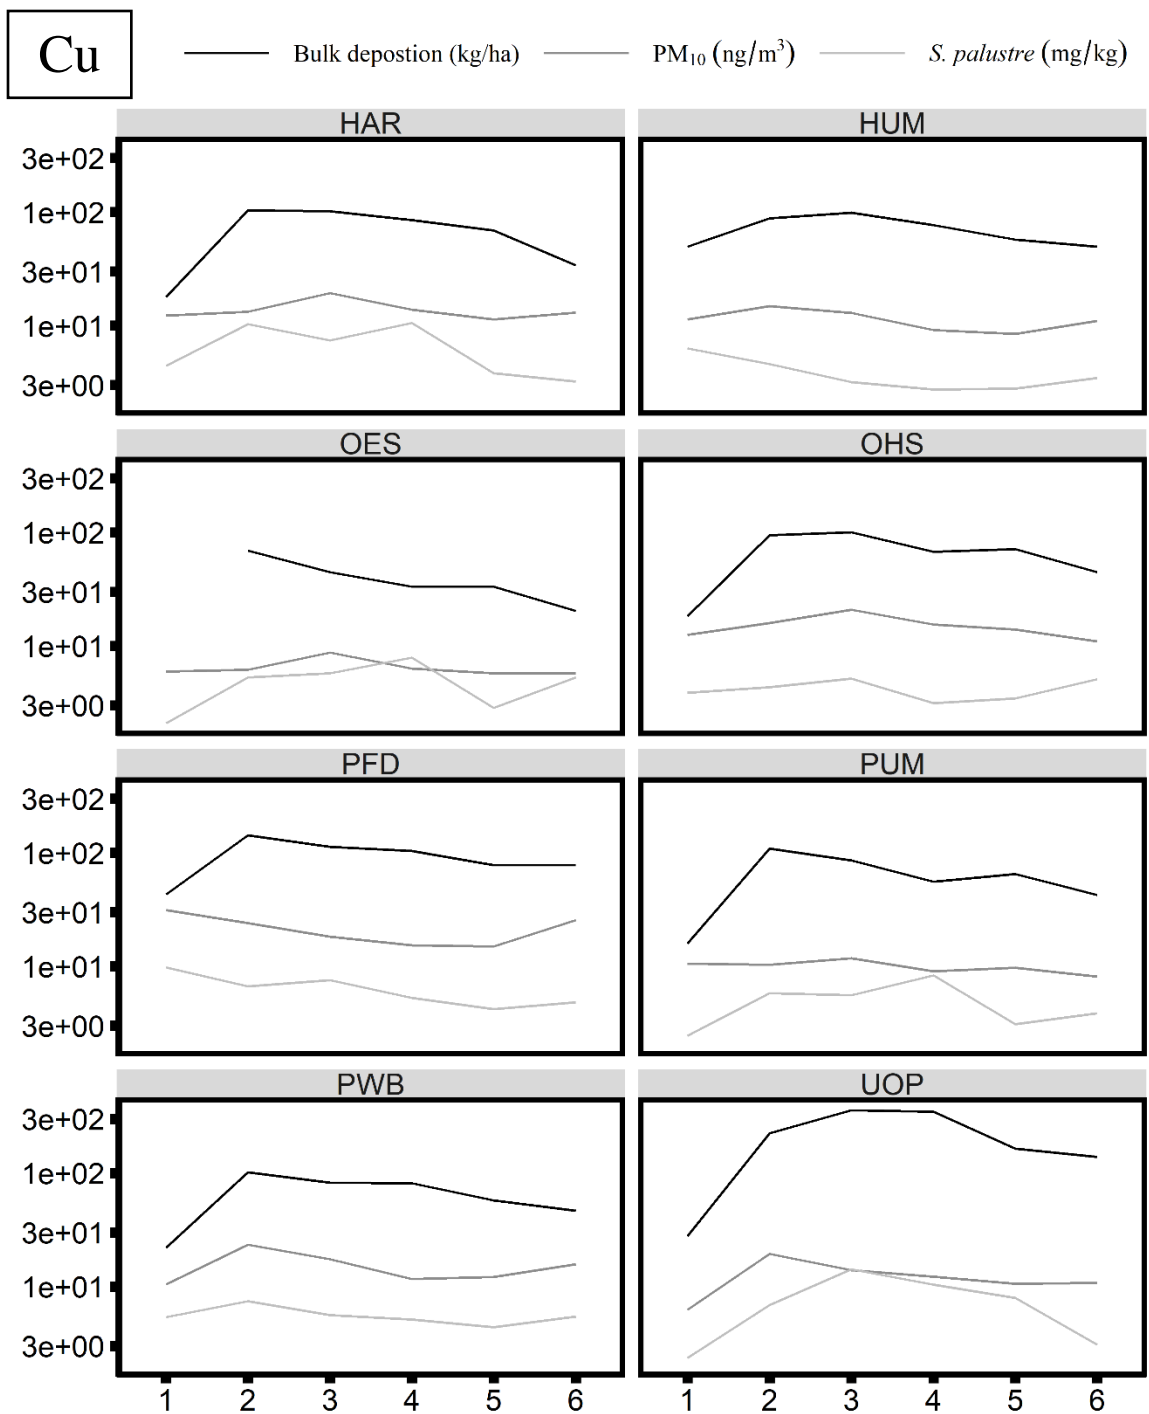 Cu
Bulk depostion (kg/ha) PM₁₀ (ng/m³) S. palustre (mg/kg)
HAR HUM
3e+02
1e+02
3e+01
1e+01
3e+00
OES OHS
3e+02
1e+02
3e+01
1e+01
3e+00
PFD PUM
3e+02
1e+02
3e+01
1e+01
3e+00
PWB UOP
3e+02
1e+02
3e+01
1e+01
3e+00
1 2 3 4 5 6 1 2 3 4 5 6